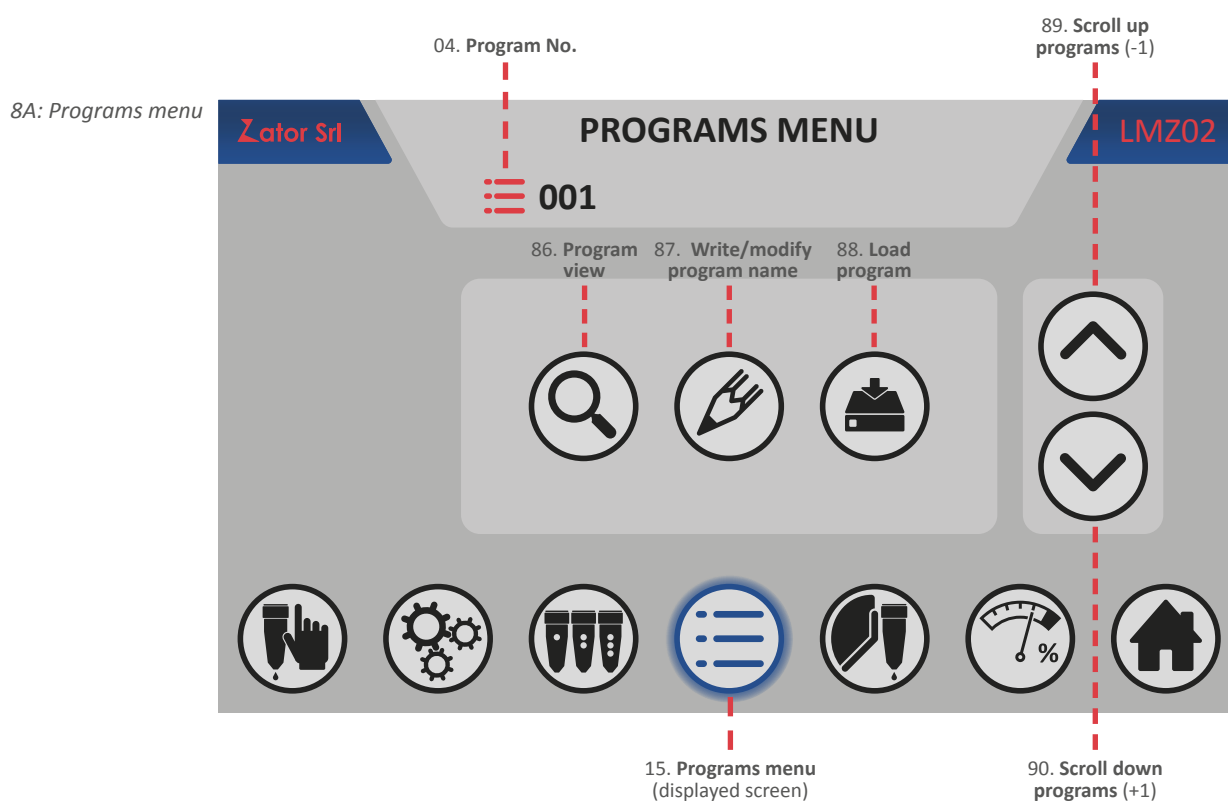 89. Scroll up
programs (-1)
04. Program No.
8A: Programs menu
Zator Srl
PROGRAMS MENU
LMZ02
001
86. Program
view
87. Write/modify
program name
88. Load
program
%
15. Programs menu
(displayed screen)
90. Scroll down
programs (+1)